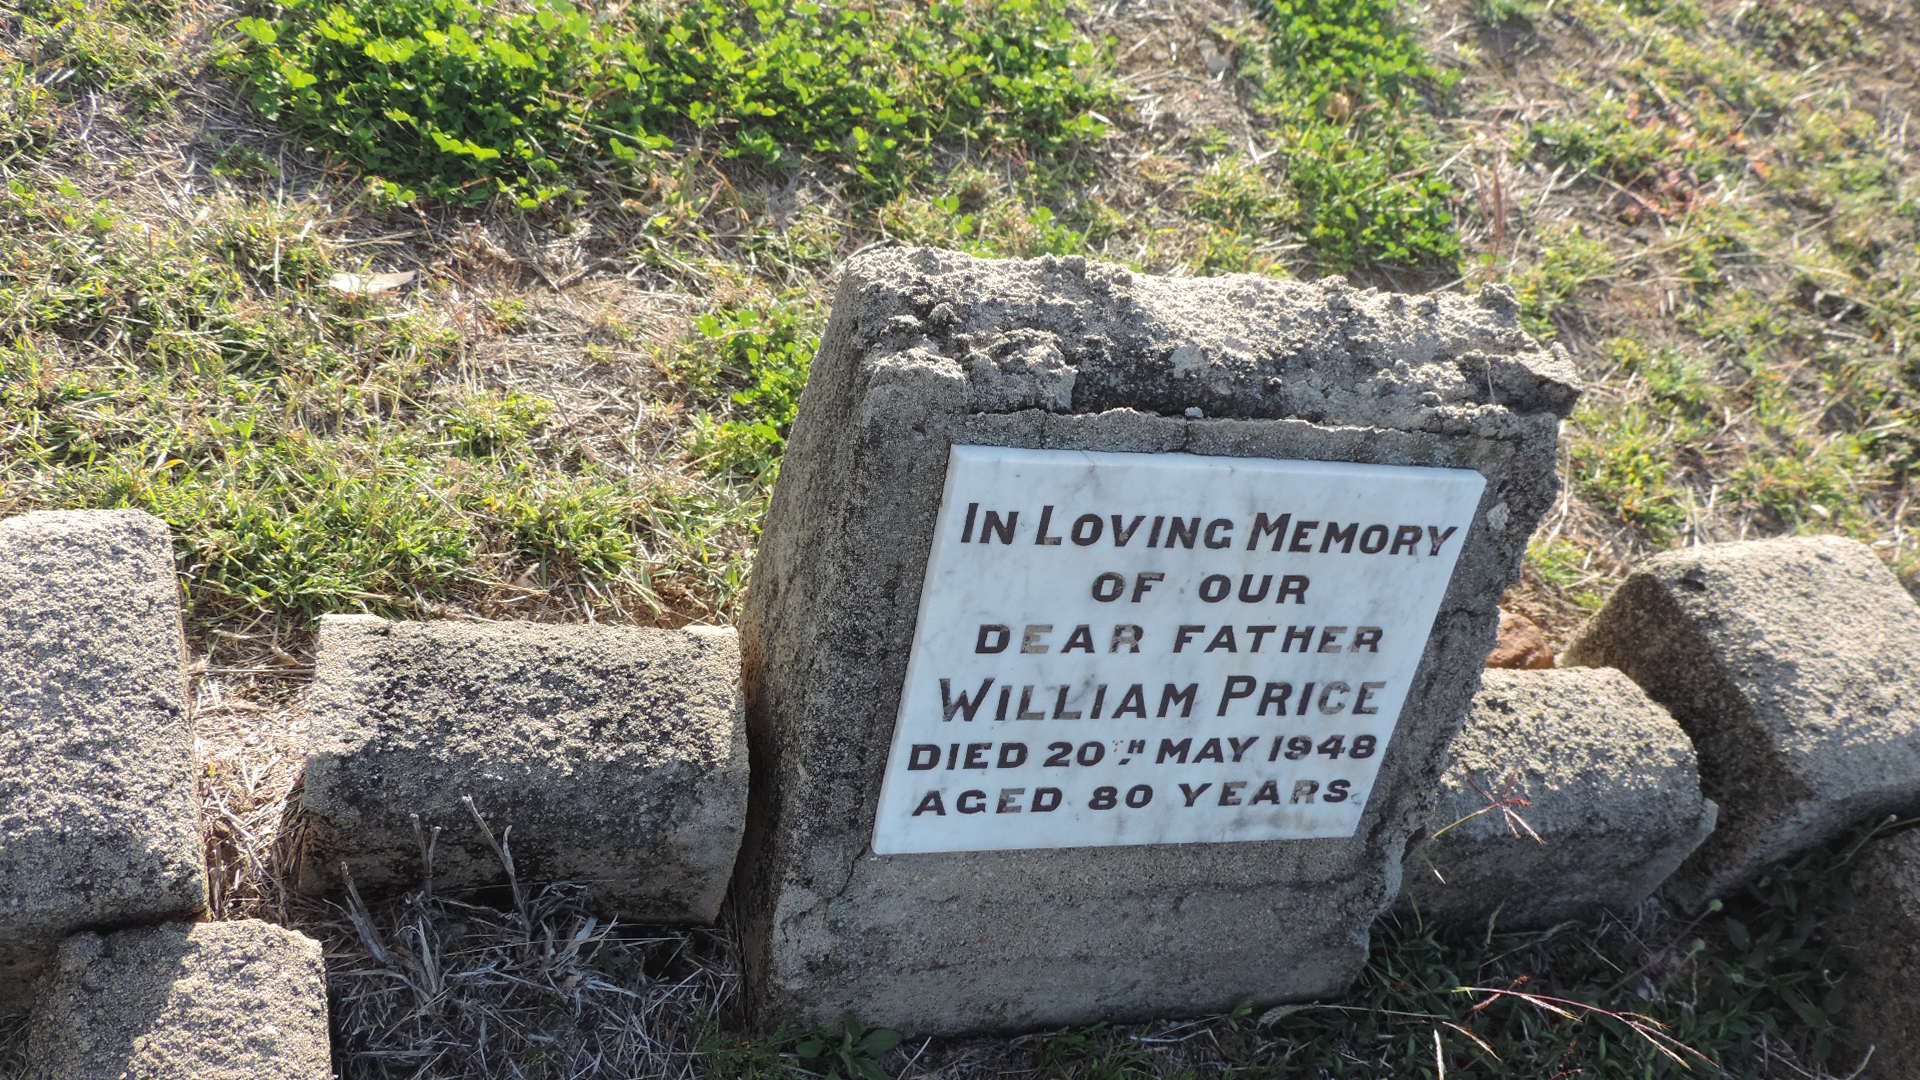 IN LOVING MEMORY
OF OUR
DEAR FATHER
WILLIAM PRICE
DIED 20TH MAY 1948
AGED 80 YEARS.